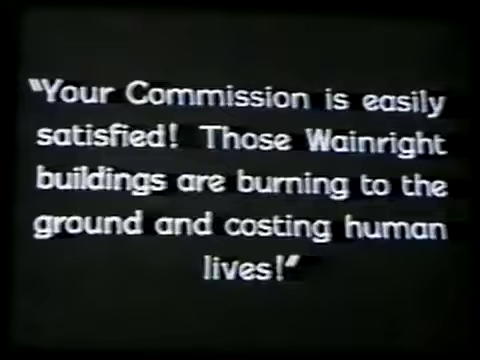 "Your Commission is easily
satisfied! Those Wainright
buildings are burning to the
ground and costing human
lives!"